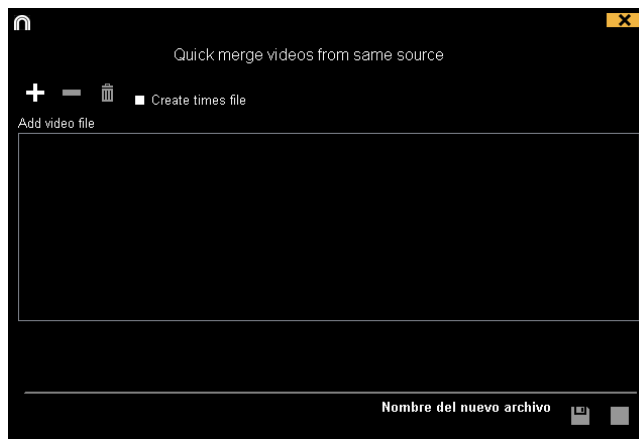 Quick merge videos from same source
Create times file
Add video file
Nombre del nuevo archivo